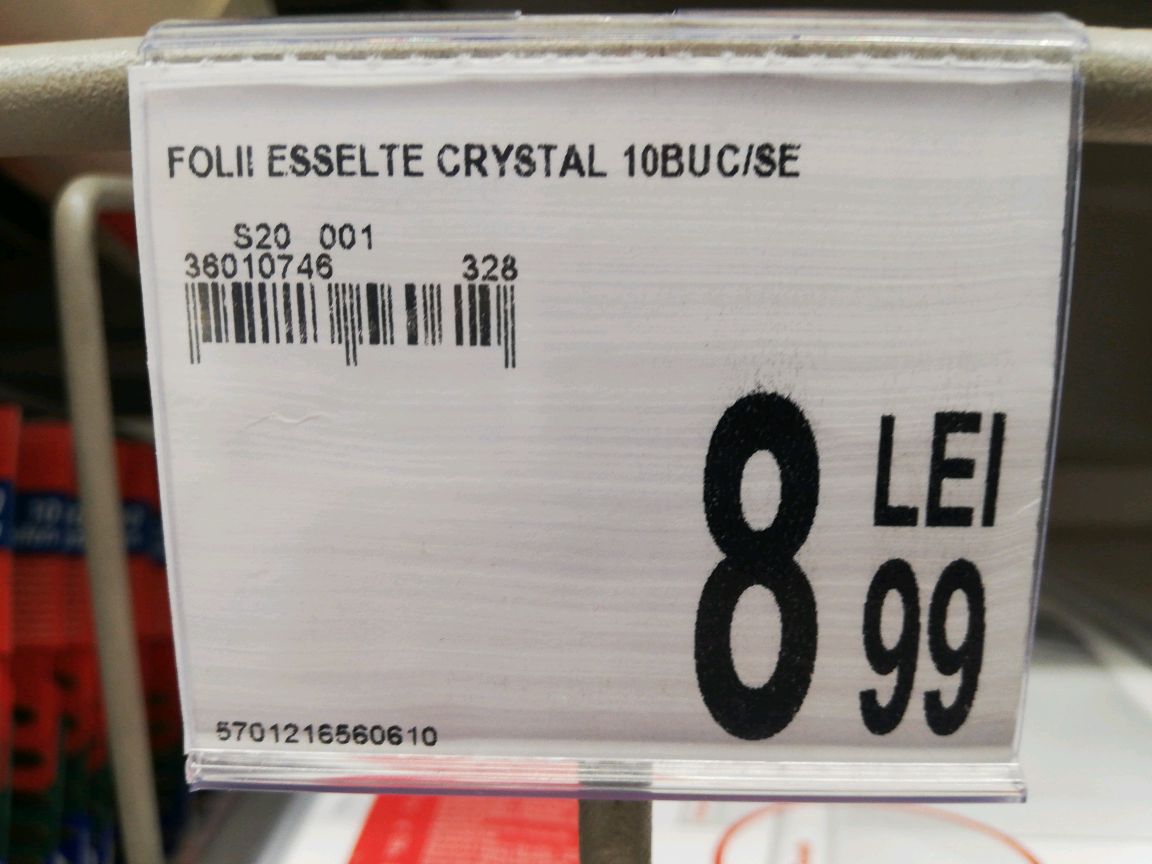 FOLII ESSELTE CRYSTAL 10BUC/SE
S20 001
36010746 328
8 LEI
99
5701216560610